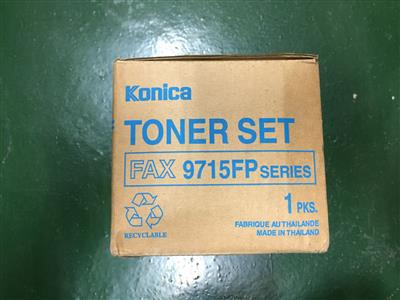 Konica
TONER SET
FAX 9715FP SERIES
1 PKS.
RECYCLABLE
FABRIQUE AU THAILANDE
MADE IN THAILAND